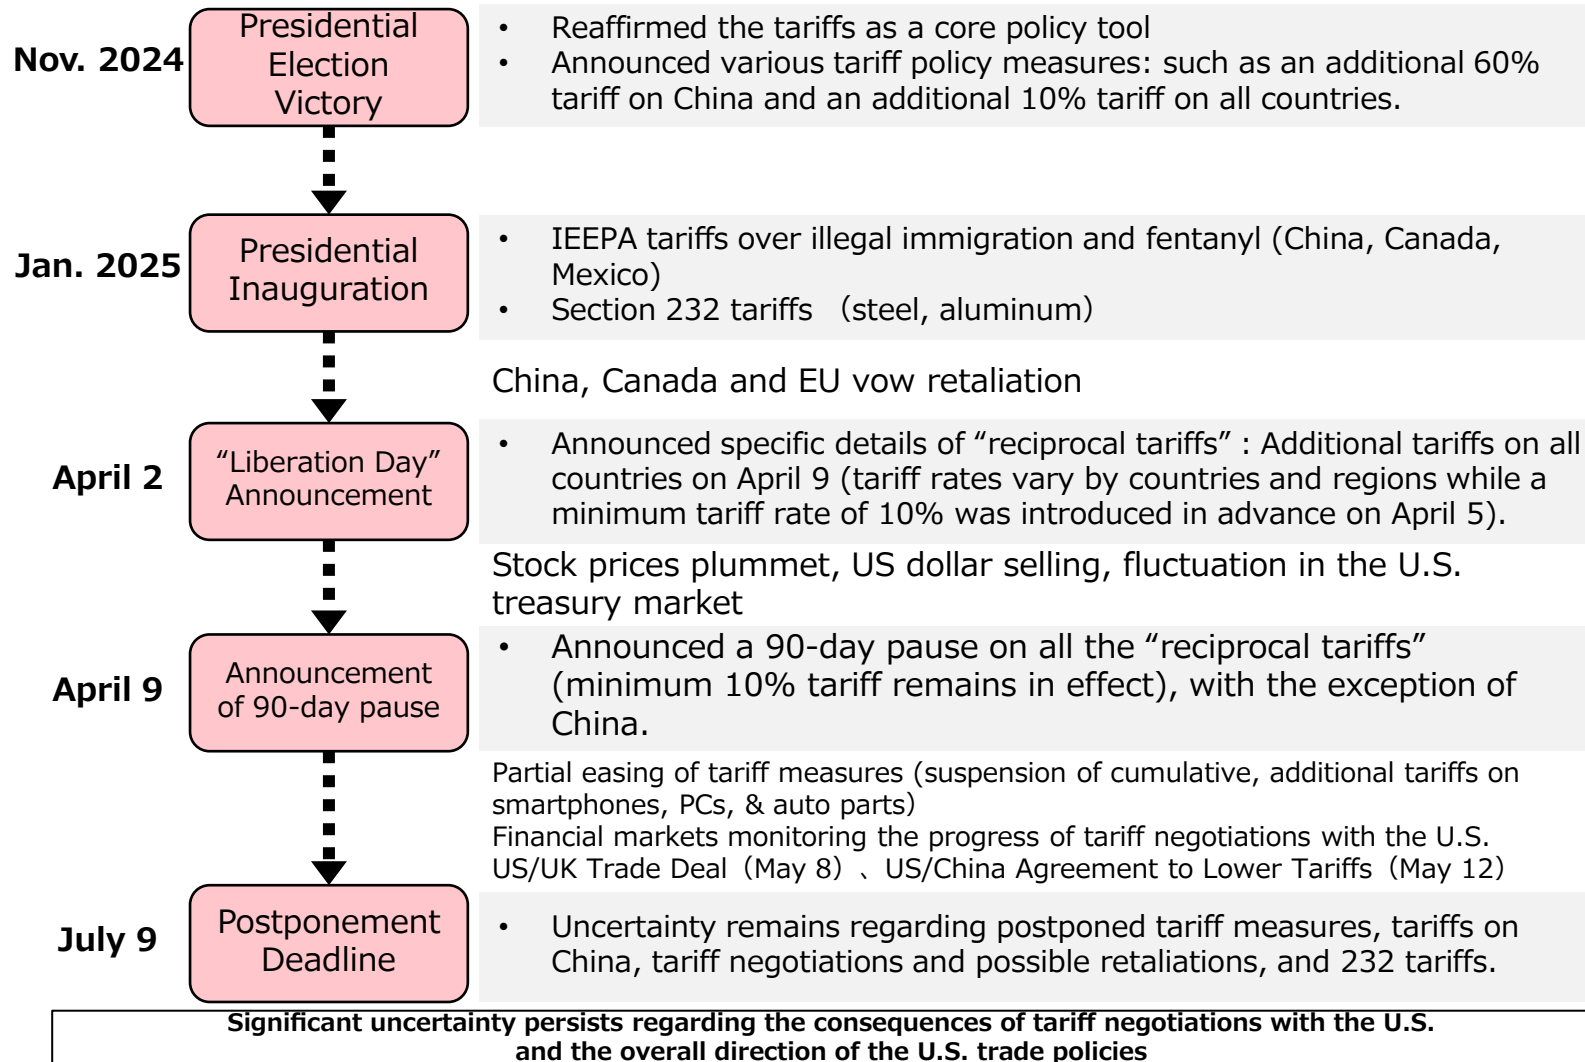 Nov. 2024
Presidential
Election
Victory
• Reaffirmed the tariffs as a core policy tool
• Announced various tariff policy measures: such as an additional 60%
tariff on China and an additional 10% tariff on all countries.
Jan. 2025
Presidential
Inauguration
• IEEPA tariffs over illegal immigration and fentanyl (China, Canada,
Mexico)
• Section 232 tariffs （steel, aluminum）
China, Canada and EU vow retaliation
April 2
“Liberation Day”
Announcement
• Announced specific details of “reciprocal tariffs” : Additional tariffs on all
countries on April 9 (tariff rates vary by countries and regions while a
minimum tariff rate of 10% was introduced in advance on April 5).
Stock prices plummet, US dollar selling, fluctuation in the U.S.
treasury market
April 9
Announcement
of 90-day pause
• Announced a 90-day pause on all the “reciprocal tariffs”
(minimum 10% tariff remains in effect), with the exception of
China.
Partial easing of tariff measures (suspension of cumulative, additional tariffs on
smartphones, PCs, & auto parts）
Financial markets monitoring the progress of tariff negotiations with the U.S.
US/UK Trade Deal（May 8）、US/China Agreement to Lower Tariffs（May 12）
July 9
Postponement
Deadline
• Uncertainty remains regarding postponed tariff measures, tariffs on
China, tariff negotiations and possible retaliations, and 232 tariffs.
Significant uncertainty persists regarding the consequences of tariff negotiations with the U.S.
and the overall direction of the U.S. trade policies